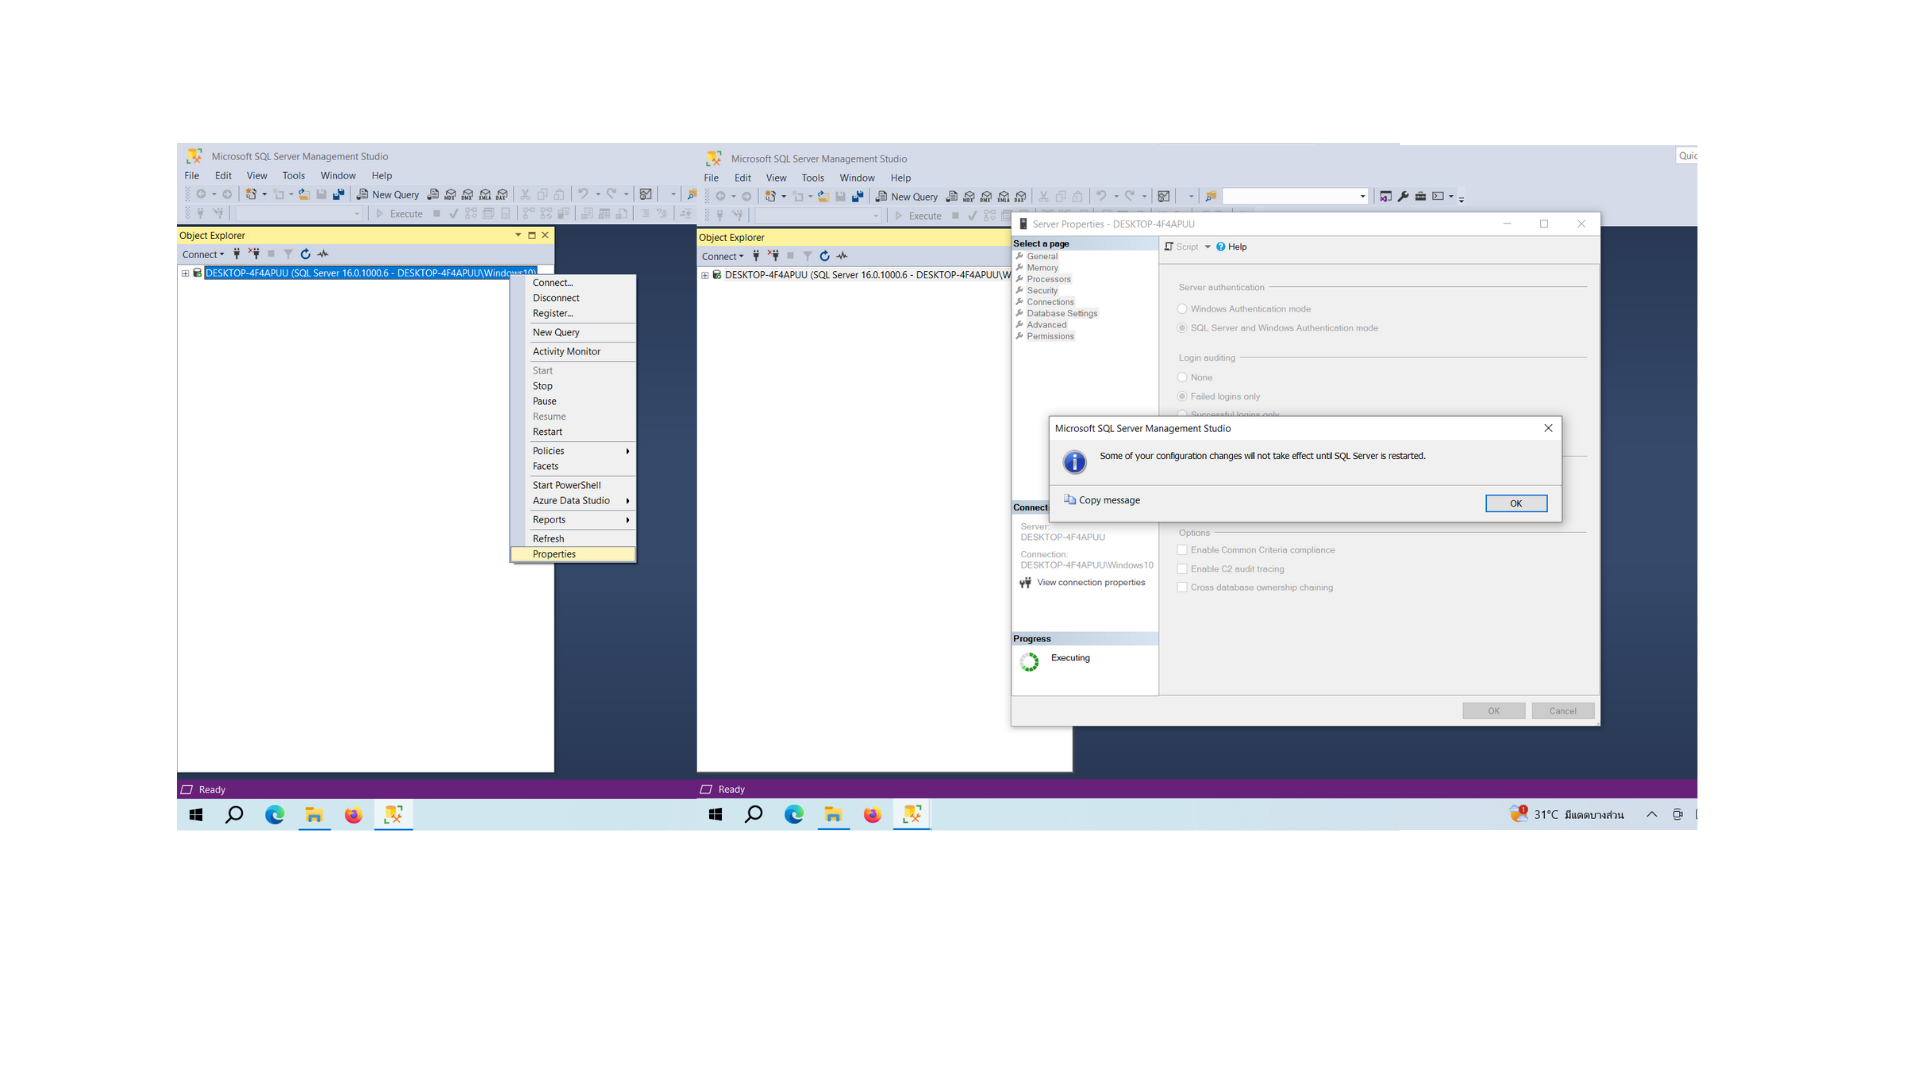 Microsoft SQL Server Management Studio
File Edit View Tools Window Help
New Query
Execute
Object Explorer
Connect
DESKTOP-4F4APUU (SQL Server 16.0.1000.6 - DESKTOP-4F4APUU\Windows10)
Connect...
Disconnect
Register...
New Query
Activity Monitor
Start
Stop
Pause
Resume
Restart
Policies
Facets
Start PowerShell
Azure Data Studio
Reports
Refresh
Properties
Ready
Microsoft SQL Server Management Studio
Quic
File Edit View Tools Window Help
New Query
Execute
Object Explorer
Connect
DESKTOP-4F4APUU (SQL Server 16.0.1000.6 - DESKTOP-4F4APUU\W
Server Properties - DESKTOP-4F4APUU
Select a page
General
Memory
Processors
Security
Connections
Database Settings
Advanced
Permissions
Script Help
Server authentication
Windows Authentication mode
SQL Server and Windows Authentication mode
Login auditing
None
Failed logins only
Successful logins only
Microsoft SQL Server Management Studio
Some of your configuration changes will not take effect until SQL Server is restarted.
Copy message
OK
Connect
Server:
DESKTOP-4F4APUU
Connection:
DESKTOP-4F4APUU\Windows10
View connection properties
Options
Enable Common Criteria compliance
Enable C2 audit tracing
Cross database ownership chaining
Progress
Executing
OK Cancel
Ready
1
31°C มีแดดบางส่วน